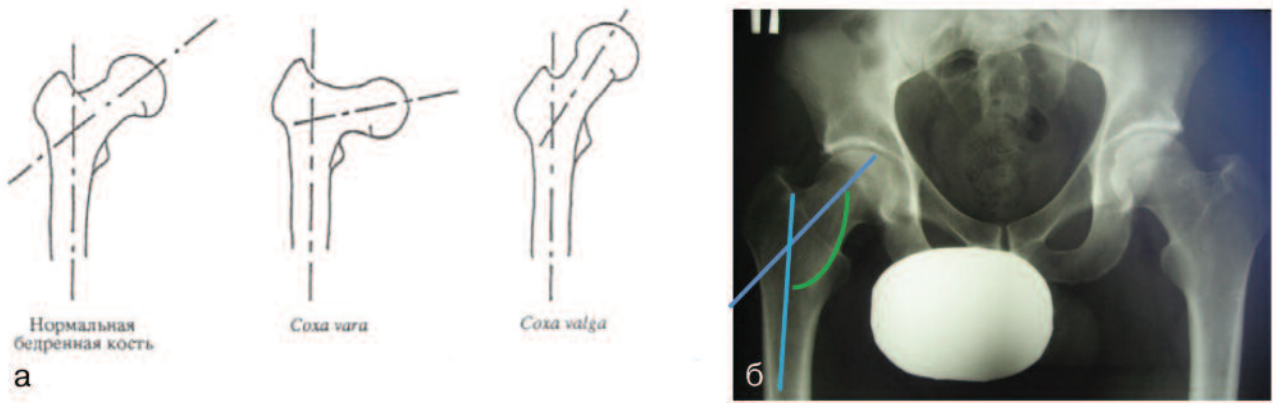 Нормальная
бедренная кость
Coxa vara
Coxa valga
а
П
б